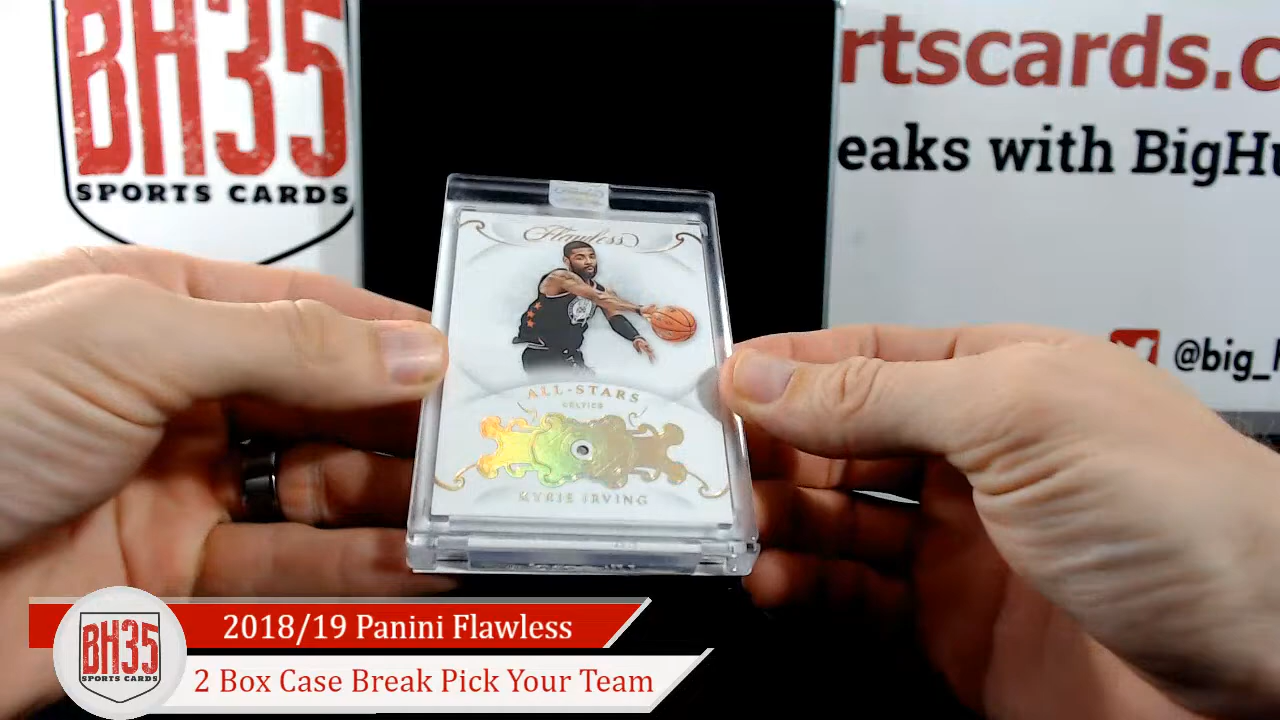 BH35
SPORTS CARDS
rtscards.c
eaks with BigHu
@big_
Flawless
ALL-STARS
CELTICS
KYRIE IRVING
BH35
SPORTS CARDS
2018/19 Panini Flawless
2 Box Case Break Pick Your Team